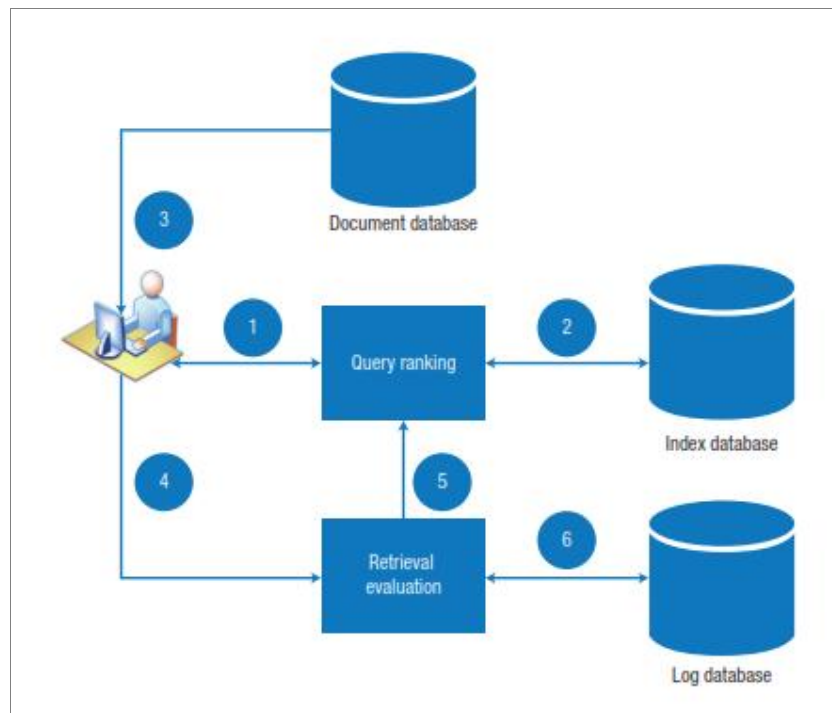 Document database
3
1
Query ranking
2
Index database
4
5
Retrieval
evaluation
6
Log database